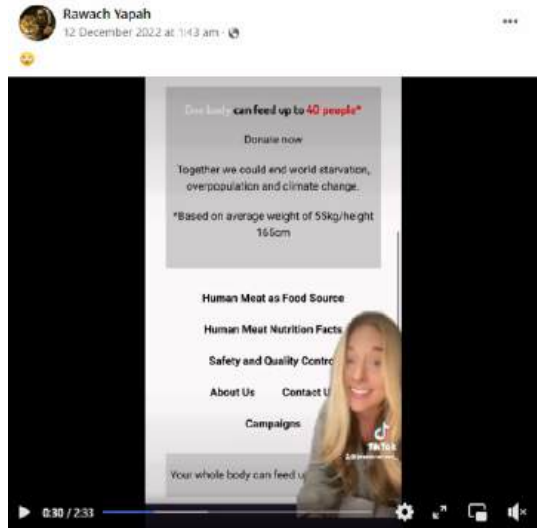 Rawach Yapah
12 December 2022 at 1:43 am
One body can feed up to 40 people*
Donate now
Together we could end world starvation,
overpopulation and climate change.
*Based on average weight of 55kg/height
165cm
Human Meat as Food Source
Human Meat Nutrition Facts
Safety and Quality Contro
About Us Contact U
Campaigns
TikTok
Your whole body can feed u
0:30 / 2:33